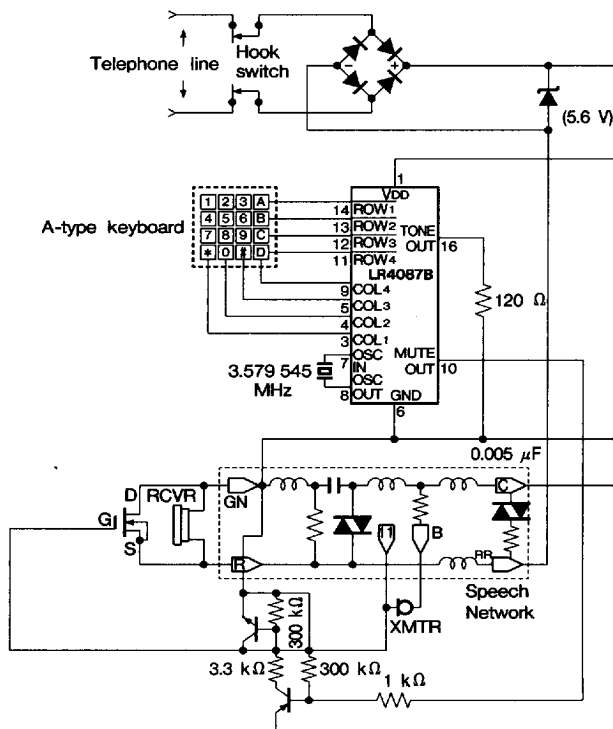 Telephone line
Hook switch
(5.6 V)
A-type keyboard
1 2 3 A
4 5 6 B
7 8 9 C
* 0 # D
1
VDD
14 ROW1
13 ROW2
12 ROW3
11 ROW4
TONE OUT 16
LR4087B
9 COL4
5 COL3
4 COL2
3 COL1
7 OSC IN
8 OSC OUT
MUTE OUT 10
GND
6
120 Ω
3.579 545 MHz
0.005 μF
D
G
S
RCVR
GN
R
11
B
C
RR
XMTR
Speech Network
300 kΩ
3.3 kΩ
300 kΩ
1 kΩ